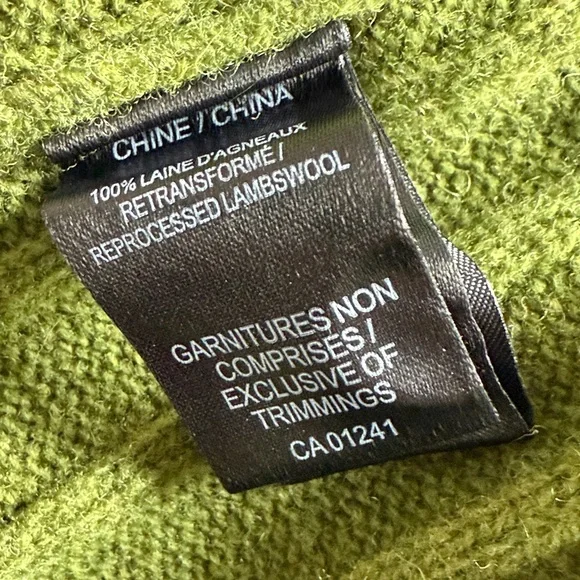 CHINE / CHINA
100% LAINE D'AGNEAUX
RETRANSFORMÉ /
REPROCESSED LAMBSWOOL
GARNITURES NON
COMPRISES /
EXCLUSIVE OF
TRIMMINGS
CA 01241